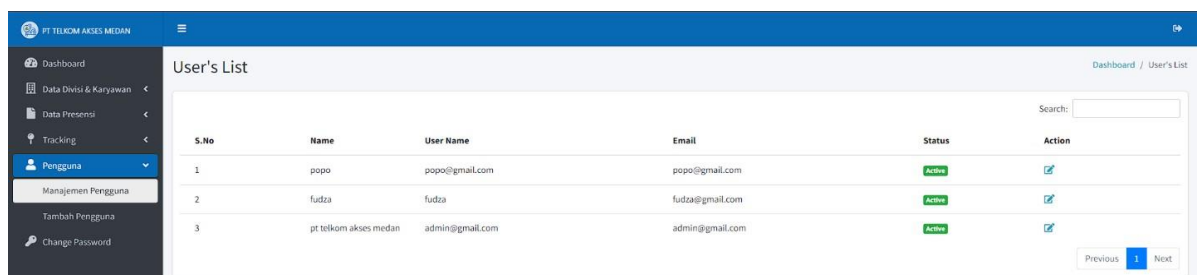 PT TELKOM AKSES MEDAN
Dashboard
Data Divisi & Karyawan
Data Presensi
Tracking
Pengguna
Manajemen Pengguna
Tambah Pengguna
Change Password
User's List
Dashboard / User's List
Search:
S.No Name User Name Email Status Action
1 popo popo@gmail.com popo@gmail.com Active
2 fudza fudza fudza@gmail.com Active
3 pt telkom akses medan admin@gmail.com admin@gmail.com Active
Previous 1 Next